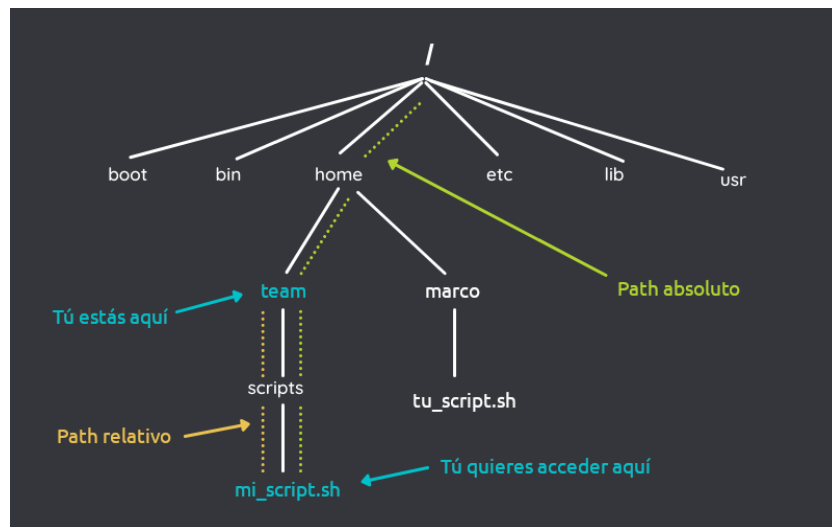 /
boot
bin
home
etc
lib
usr
team
marco
Path absoluto
Tú estás aquí
scripts
tu_script.sh
Path relativo
Tú quieres acceder aquí
mi_script.sh